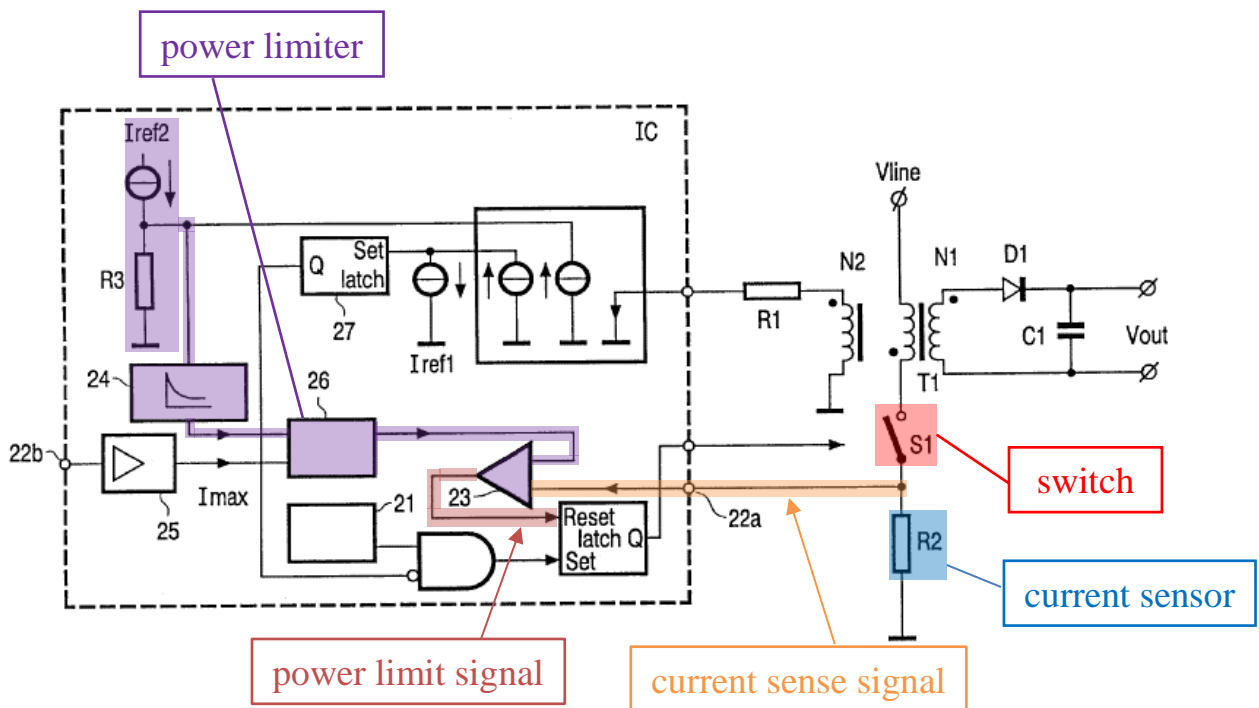 power limiter
Iref2
IC
Vline
R3
Q
Set
latch
27
Iref1
R1
N2
N1
D1
C1
Vout
T1
24
26
22b
25
Imax
23
21
Reset
latch Q
Set
22a
S1
switch
R2
current sensor
power limit signal
current sense signal